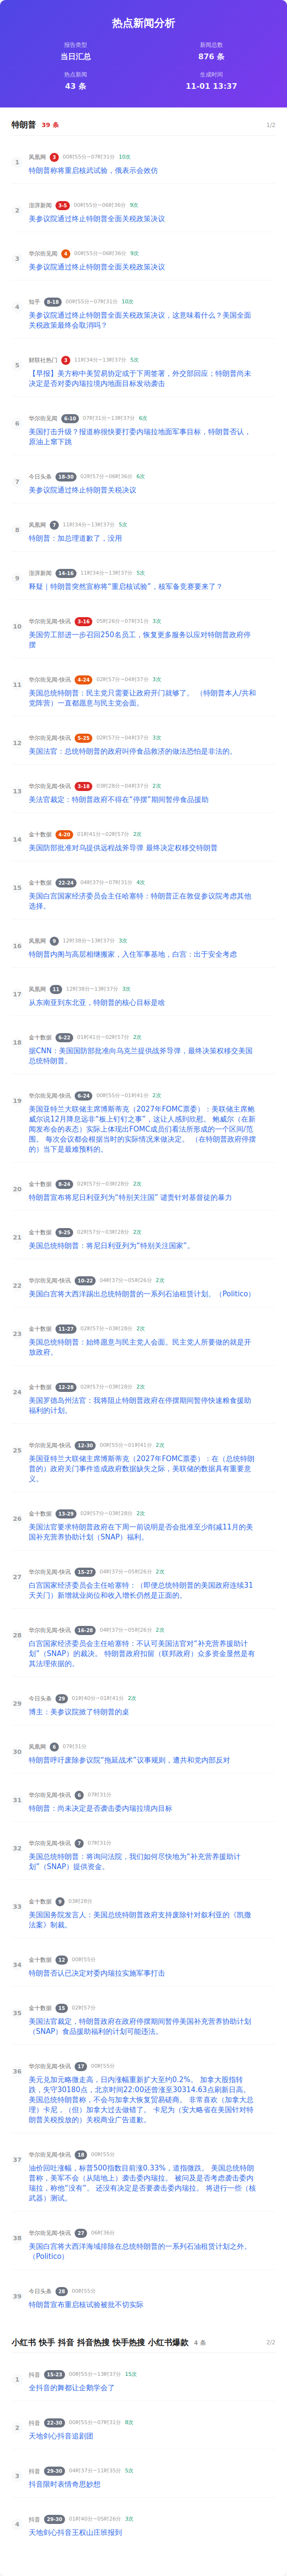 热点新闻分析
报告类型
新闻总数
当日汇总
876 条
热点新闻
生成时间
43 条
11-01 13:37
特朗普 39 条 1/2
1 凤凰网 3 00时55分~07时31分 10次
特朗普称将重启核武试验，俄表示会效仿
2 澎湃新闻 3-5 00时55分~06时36分 9次
美参议院通过终止特朗普全面关税政策决议
3 华尔街见闻 4 00时55分~06时36分 9次
美参议院通过终止特朗普全面关税政策决议
4 知乎 8-18 00时55分~07时31分 10次
美参议院通过终止特朗普全面关税政策决议，这意味着什么？美国全面
关税政策最终会取消吗？
5 财联社热门 3 11时34分~13时37分 5次
【早报】美方称中美贸易协定或于下周签署，外交部回应；特朗普尚未
决定是否对委内瑞拉境内地面目标发动袭击
6 华尔街见闻 6-10 07时31分~13时37分 6次
美国打击升级？报道称很快要打委内瑞拉地面军事目标，特朗普否认，
原油上窜下跳
7 今日头条 18-30 02时57分~06时36分 6次
美参议院通过终止特朗普关税决议
8 凤凰网 7 11时34分~13时37分 5次
特朗普：加总理道歉了，没用
9 澎湃新闻 14-16 11时34分~13时37分 5次
释疑｜特朗普突然宣称将“重启核试验”，核军备竞赛要来了？
10 华尔街见闻-快讯 3-16 05时26分~07时31分 3次
美国劳工部进一步召回250名员工，恢复更多服务以应对特朗普政府停
摆
11 华尔街见闻-快讯 4-24 02时57分~04时37分 3次
美国总统特朗普：民主党只需要让政府开门就好了。 （特朗普本人/共和
党阵营）一直都愿意与民主党会面。
12 华尔街见闻-快讯 5-25 02时57分~04时37分 3次
美国法官：总统特朗普的政府叫停食品救济的做法恐怕是非法的。
13 华尔街见闻-快讯 3-18 03时28分~04时37分 2次
美法官裁定：特朗普政府不得在“停摆”期间暂停食品援助
14 金十数据 4-20 01时41分~02时57分 2次
美国防部批准对乌提供远程战斧导弹 最终决定权移交特朗普
15 金十数据 22-24 04时37分~07时31分 4次
美国白宫国家经济委员会主任哈塞特：特朗普正在敦促参议院考虑其他
选择。
16 凤凰网 9 12时38分~13时37分 3次
特朗普内阁与高层相继搬家，入住军事基地，白宫：出于安全考虑
17 凤凰网 11 12时38分~13时37分 3次
从东南亚到东北亚，特朗普的核心目标是啥
18 金十数据 6-22 01时41分~02时57分 2次
据CNN：美国国防部批准向乌克兰提供战斧导弹，最终决策权移交美国
总统特朗普。
19 华尔街见闻-快讯 6-24 00时55分~01时41分 2次
美国亚特兰大联储主席博斯蒂克（2027年FOMC票委）：美联储主席鲍
威尔说12月降息远非“板上钉钉之事”，这让人感到欣慰。 鲍威尔（在新
闻发布会的表态）实际上体现出FOMC成员们看法所形成的一个区间/范
围。 每次会议都会根据当时的实际情况来做决定。 （在特朗普政府停摆
的）当下是最难预料的。
20 金十数据 8-24 02时57分~03时28分 2次
特朗普宣布将尼日利亚列为“特别关注国” 谴责针对基督徒的暴力
21 金十数据 9-25 02时57分~03时28分 2次
美国总统特朗普：将尼日利亚列为“特别关注国家”。
22 华尔街见闻-快讯 10-22 04时37分~05时26分 2次
美国白宫将大西洋踢出总统特朗普的一系列石油租赁计划。（Politico）
23 金十数据 11-27 02时57分~03时28分 2次
美国总统特朗普：始终愿意与民主党人会面。民主党人所要做的就是开
放政府。
24 金十数据 12-28 02时57分~03时28分 2次
美国罗德岛州法官：我将阻止特朗普政府在停摆期间暂停快速粮食援助
福利的计划。
25 华尔街见闻-快讯 12-30 00时55分~01时41分 2次
美国亚特兰大联储主席博斯蒂克（2027年FOMC票委）：在（总统特朗
普的）政府关门事件造成政府数据缺失之际，美联储的数据具有重要意
义。
26 金十数据 13-29 02时57分~03时28分 2次
美国法官要求特朗普政府在下周一前说明是否会批准至少削减11月的美
国补充营养协助计划（SNAP）福利。
27 华尔街见闻-快讯 15-27 04时37分~05时26分 2次
白宫国家经济委员会主任哈塞特：（即便总统特朗普的美国政府连续31
天关门）新增就业岗位和收入增长仍然是正面的。
28 华尔街见闻-快讯 16-28 04时37分~05时26分 2次
白宫国家经济委员会主任哈塞特：不认可美国法官对“补充营养援助计
划”（SNAP）的裁决。 特朗普政府扣留（联邦政府）众多资金显然是有
其法理依据的。
29 今日头条 29 01时40分~01时41分 2次
博主：美参议院掀了特朗普的桌
30 凤凰网 6 07时31分
特朗普呼吁废除参议院“拖延战术”议事规则，遭共和党内部反对
31 华尔街见闻-快讯 6 07时31分
特朗普：尚未决定是否袭击委内瑞拉境内目标
32 华尔街见闻-快讯 7 07时31分
美国总统特朗普：将询问法院，我们如何尽快地为“补充营养援助计
划”（SNAP）提供资金。
33 金十数据 9 03时28分
美国国务院发言人：美国总统特朗普政府支持废除针对叙利亚的《凯撒
法案》制裁。
34 金十数据 12 00时55分
特朗普否认已决定对委内瑞拉实施军事打击
35 金十数据 15 02时57分
美国法官裁定，特朗普政府在政府停摆期间暂停美国补充营养协助计划
（SNAP）食品援助福利的计划可能违法。
36 华尔街见闻-快讯 17 00时55分
美元兑加元略微走高，日内涨幅重新扩大至约0.2%。 加拿大股指转
跌，失守30180点，北京时间22:00还曾涨至30314.63点刷新日高。
美国总统特朗普称，不会与加拿大恢复贸易磋商。 非常喜欢（加拿大总
理）卡尼，（但）加拿大过去做错了。 卡尼为（安大略省在美国针对特
朗普关税投放的）关税商业广告道歉。
37 华尔街见闻-快讯 18 00时55分
油价回吐涨幅，标普500指数目前涨0.33%，道指微跌。 美国总统特朗
普称，美军不会（从陆地上）袭击委内瑞拉。 被问及是否考虑袭击委内
瑞拉，称他“没有”。 还没有决定是否要袭击委内瑞拉。 将进行一些（核
武器）测试。
38 华尔街见闻-快讯 27 06时36分
美国白宫将大西洋海域排除在总统特朗普的一系列石油租赁计划之外。
（Politico）
39 今日头条 28 00时55分
特朗普宣布重启核试验被批不切实际
小红书 快手 抖音 抖音热搜 快手热搜 小红书爆款 4 条 2/2
1 抖音 15-23 00时55分~13时37分 15次
全抖音的舞都让企鹅学会了
2 抖音 22-30 00时55分~07时31分 8次
天地剑心抖音追剧团
3 抖音 29-30 04时37分~11时35分 5次
抖音限时表情奇思妙想
4 抖音 29-30 01时40分~05时26分 3次
天地剑心抖音王权山庄班报到